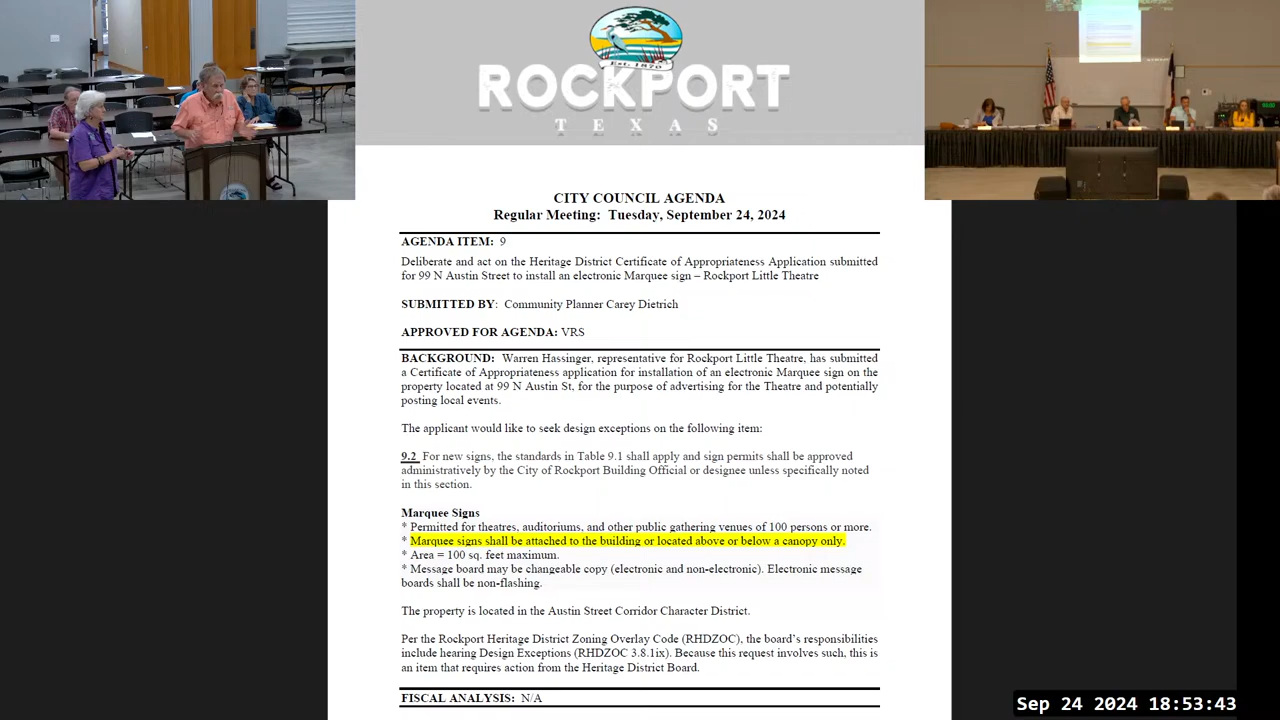 Est. 1870
ROCKPORT
TEXAS
CITY COUNCIL AGENDA
Regular Meeting: Tuesday, September 24, 2024
AGENDA ITEM: 9
Deliberate and act on the Heritage District Certificate of Appropriateness Application submitted
for 99 N Austin Street to install an electronic Marquee sign – Rockport Little Theatre
SUBMITTED BY: Community Planner Carey Dietrich
APPROVED FOR AGENDA: VRS
BACKGROUND: Warren Hassinger, representative for Rockport Little Theatre, has submitted
a Certificate of Appropriateness application for installation of an electronic Marquee sign on the
property located at 99 N Austin St, for the purpose of advertising for the Theatre and potentially
posting local events.
The applicant would like to seek design exceptions on the following item:
9.2 For new signs, the standards in Table 9.1 shall apply and sign permits shall be approved
administratively by the City of Rockport Building Official or designee unless specifically noted
in this section.
Marquee Signs
* Permitted for theatres, auditoriums, and other public gathering venues of 100 persons or more.
* Marquee signs shall be attached to the building or located above or below a canopy only.
* Area = 100 sq. feet maximum.
* Message board may be changeable copy (electronic and non-electronic). Electronic message
boards shall be non-flashing.
The property is located in the Austin Street Corridor Character District.
Per the Rockport Heritage District Zoning Overlay Code (RHDZOC), the board's responsibilities
include hearing Design Exceptions (RHDZOC 3.8.1ix). Because this request involves such, this is
an item that requires action from the Heritage District Board.
FISCAL ANALYSIS: N/A
Sep 24 2024 18:53:43